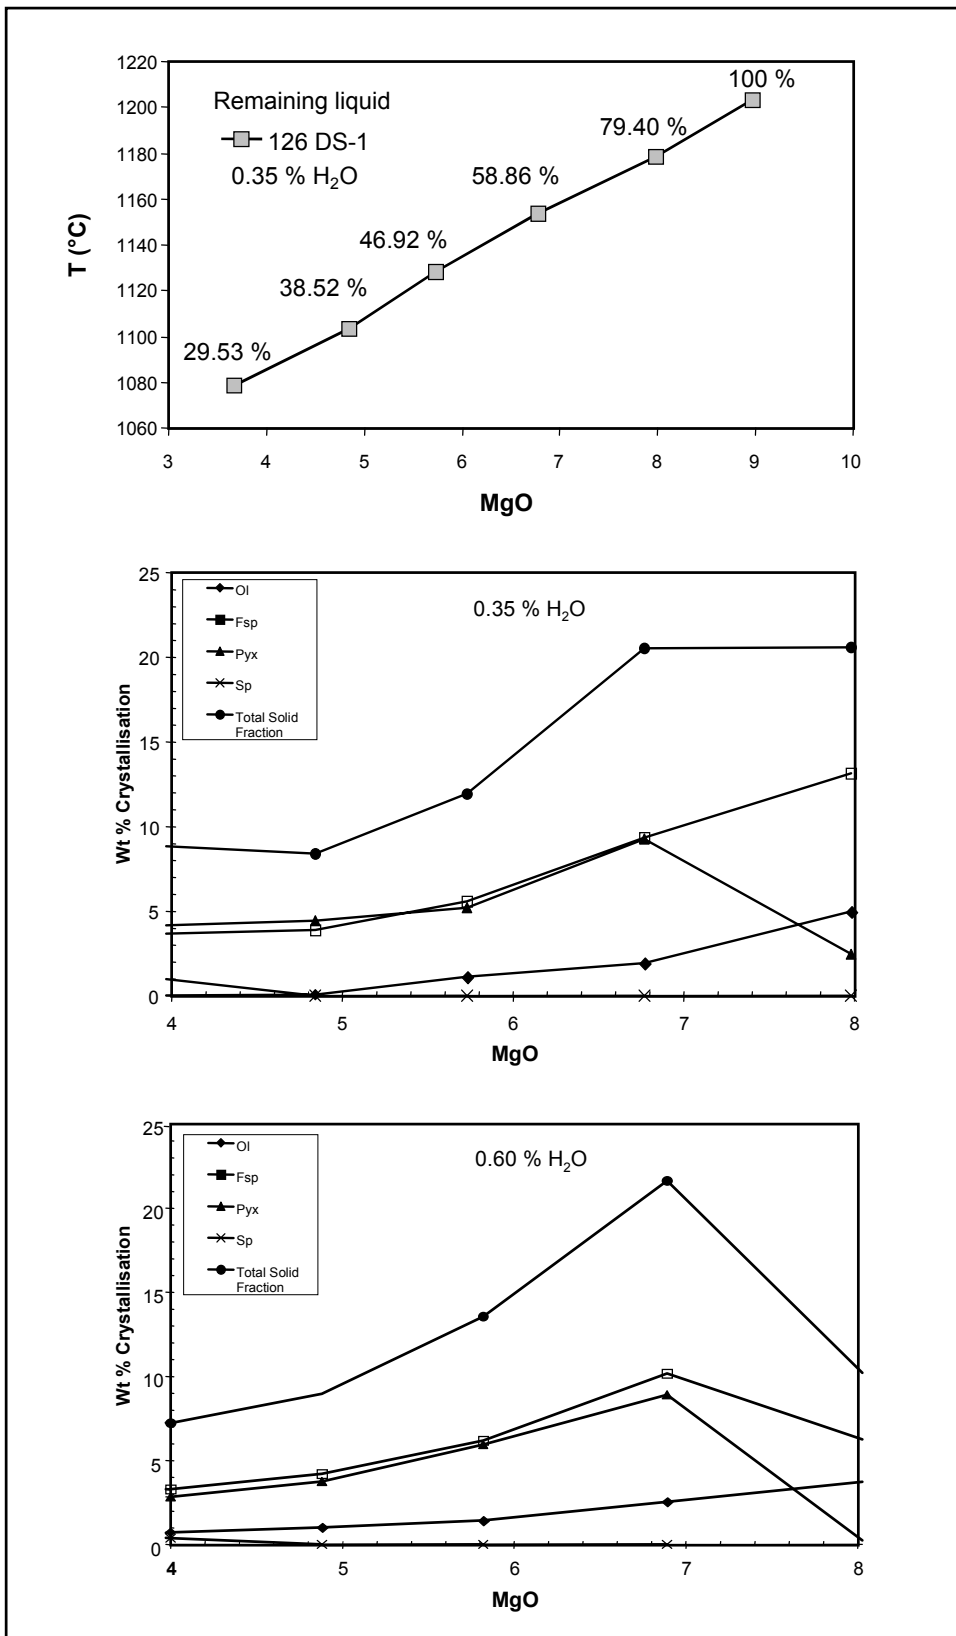 1220
1200
1180
1160
1140
1120
1100
1080
1060
T (°C)
Remaining liquid
126 DS-1
0.35 % H₂O
100 %
79.40 %
58.86 %
46.92 %
38.52 %
29.53 %
3 4 5 6 7 8 9 10
MgO
25
20
15
10
5
0
Wt % Crystallisation
Ol
Fsp
Pyx
Sp
Total Solid
Fraction
0.35 % H₂O
4 5 6 7 8
MgO
25
20
15
10
5
0
Wt % Crystallisation
Ol
Fsp
Pyx
Sp
Total Solid
Fraction
0.60 % H₂O
4 5 6 7 8
MgO